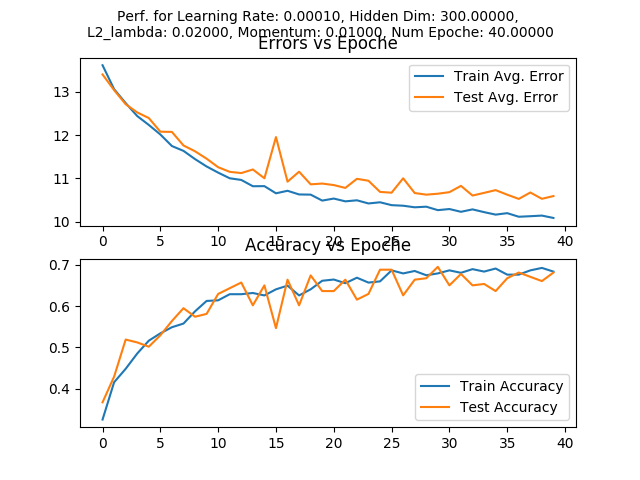 Perf. for Learning Rate: 0.00010, Hidden Dim: 300.00000,
L2_lambda: 0.02000, Momentum: 0.01000, Num Epoche: 40.00000
Errors vs Epoche
Train Avg. Error
Test Avg. Error
13
12
11
10
0 5 10 15 20 25 30 35 40
Accuracy vs Epoche
0.7
0.6
0.5
0.4
Train Accuracy
Test Accuracy
0 5 10 15 20 25 30 35 40